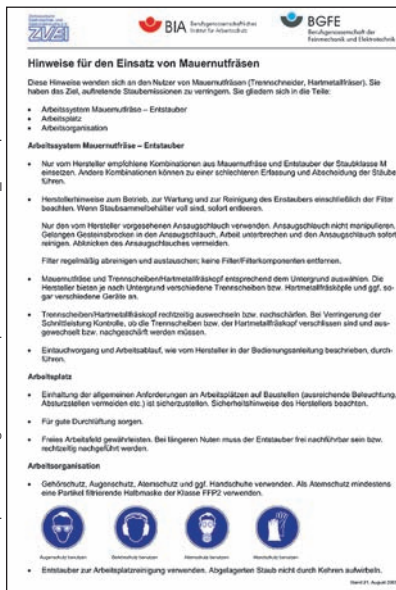 ZVEI
BIA Berufsgenossenschaftliches
Institut für Arbeitsschutz
BGFE
Berufsgenossenschaft der
Feinmechanik und Elektrotechnik
Hinweise für den Einsatz von Mauernutfräsen
Diese Hinweise wenden sich an den Nutzer von Mauernutfräsen (Trennschneider, Hartmetallfräser). Sie
haben das Ziel, auftretende Staubemissionen zu verringern. Sie gliedern sich in die Teile:
• Arbeitssystem Mauernutfräse – Entstauber
• Arbeitsplatz
• Arbeitsorganisation
Arbeitssystem Mauernutfräse – Entstauber
• Nur vom Hersteller empfohlene Kombinationen aus Mauernutfräse und Entstauber der Staubklasse M
einsetzen. Andere Kombinationen können zu einer schlechteren Erfassung und Abscheidung der Stäube
führen.
• Herstellerhinweise zum Betrieb, zur Wartung und zur Reinigung des Enstaubers einschließlich der Filter
beachten. Wenn Staubsammelbehälter voll sind, sofort entleeren.
Nur den vom Hersteller vorgesehenen Ansaugschlauch verwenden. Ansaugschlauch nicht manipulieren.
Gelangen Gesteinsbrocken in den Ansaugschlauch, Arbeit unterbrechen und den Ansaugschlauch sofort
reinigen. Abknicken des Ansaugschlauches vermeiden.
Filter regelmäßig abreinigen und austauschen; keine Filter/Filterkomponenten entfernen.
• Mauernutfräse und Trennscheiben/Hartmetallfräskopf entsprechend dem Untergrund auswählen. Die
Hersteller bieten je nach Untergrund verschiedene Trennscheiben bzw. Hartmetallfräsköpfe und ggf. so-
gar verschiedene Geräte an.
• Trennscheiben/Hartmetallfräskopf rechtzeitig auswechseln bzw. nachschärfen. Bei Verringerung der
Schnittleistung Kontrolle, ob die Trennscheiben bzw. der Hartmetallfräskopf verschlissen sind und aus-
gewechselt bzw. nachgeschärft werden müssen.
• Eintauchvorgang und Arbeitsablauf, wie vom Hersteller in der Bedienungsanleitung beschrieben, durch-
führen.
Arbeitsplatz
• Einhaltung der allgemeinen Anforderungen an Arbeitsplätzen auf Baustellen (ausreichende Beleuchtung,
Absturzstellen vermeiden etc.) ist sicherzustellen. Sicherheitshinweise des Herstellers beachten.
• Für gute Durchlüftung sorgen.
• Freies Arbeitsfeld gewährleisten. Bei längeren Nuten muss der Entstauber frei nachführbar sein bzw.
rechtzeitig nachgeführt werden.
Arbeitsorganisation
• Gehörschutz, Augenschutz, Atemschutz und ggf. Handschuhe verwenden. Als Atemschutz mindestens
eine Partikel filtrierende Halbmaske der Klasse FFP2 verwenden.
Augenschutz benutzen Gehörschutz benutzen Atemschutz benutzen Handschutz benutzen
• Entstauber zur Arbeitsplatzreinigung verwenden. Abgelagerten Staub nicht durch Kehren aufwirbeln.